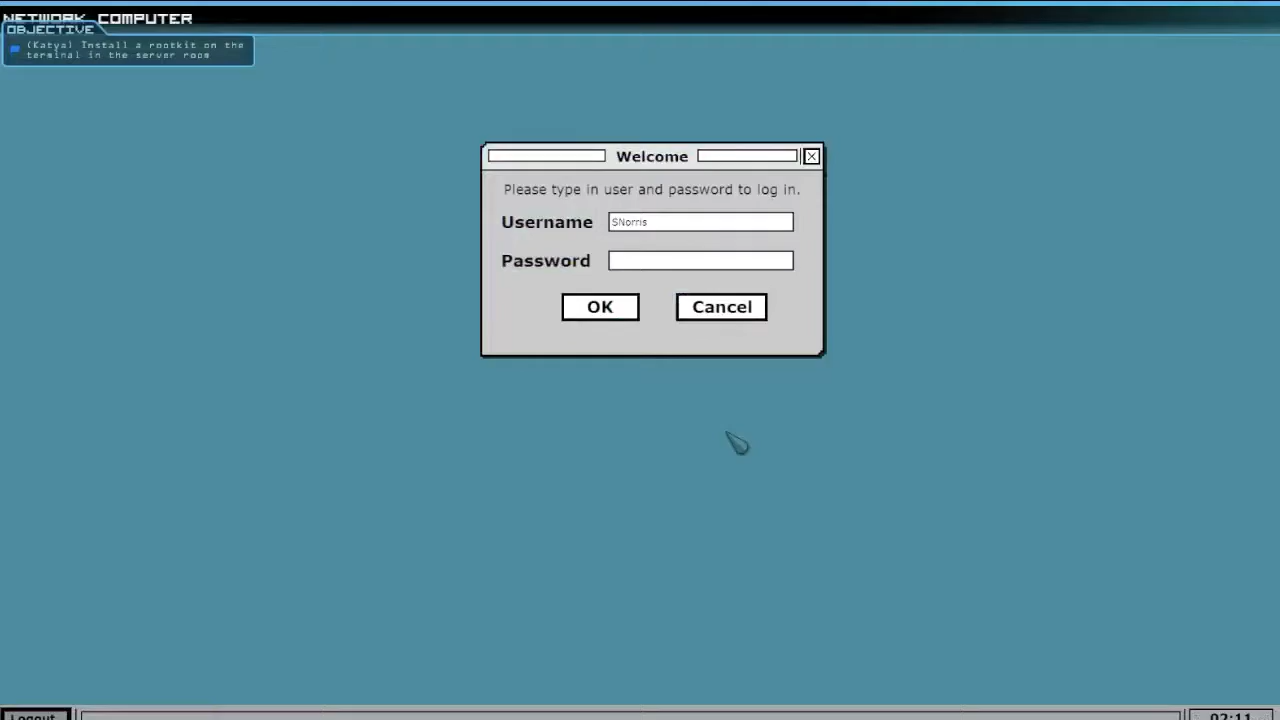 NETWORK COMPUTER
OBJECTIVE
(Katya) Install a rootkit on the
terminal in the server room
Welcome
Please type in user and password to log in.
Username
SNorris
Password
OK
Cancel
Logout
02:11